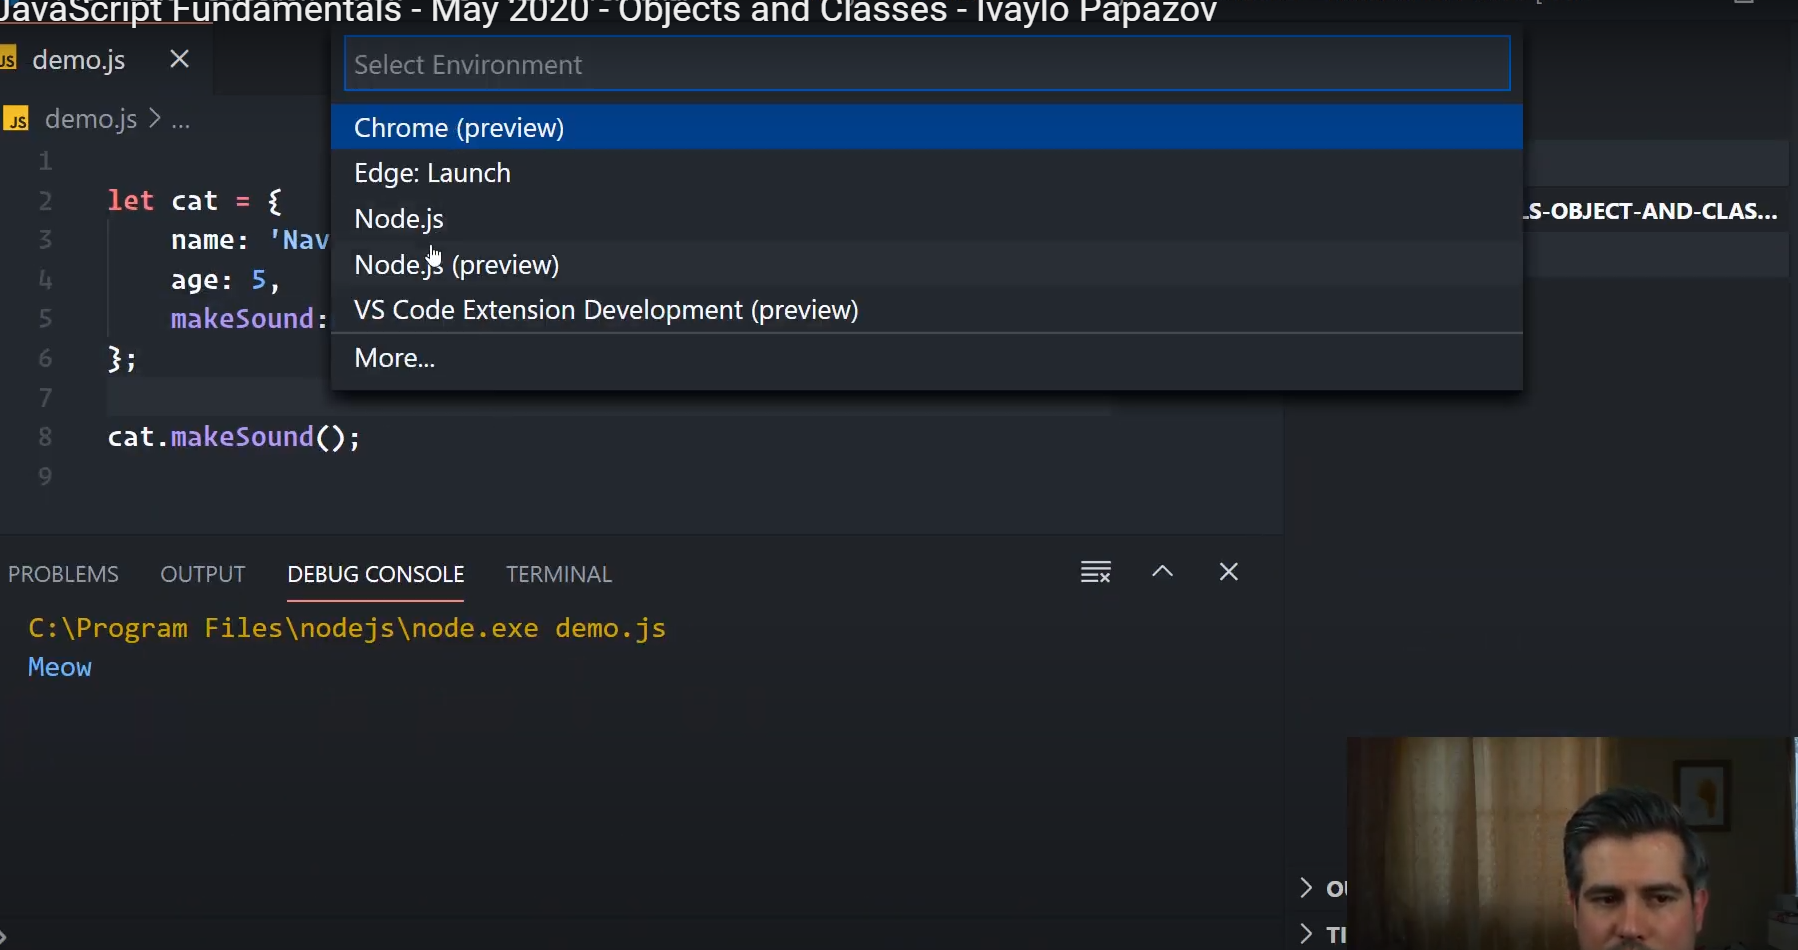 JavaScript Fundamentals - May 2020 - Objects and Classes - Ivaylo Papazov
JS demo.js
Select Environment
JS demo.js > ...
Chrome (preview)
Edge: Launch
Node.js
Node.js (preview)
VS Code Extension Development (preview)
More...
LS-OBJECT-AND-CLAS...
1
2 let cat = {
3 name: 'Nav
4 age: 5,
5 makeSound:
6 };
7
8 cat.makeSound();
9
PROBLEMS OUTPUT DEBUG CONSOLE TERMINAL
C:\Program Files\nodejs\node.exe demo.js
Meow
> OU
> TI